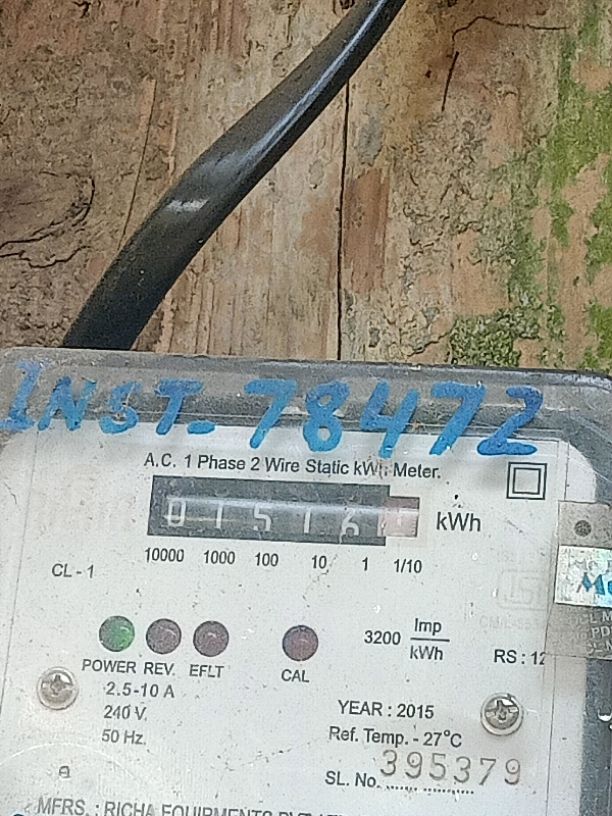 INST- 78472
A.C. 1 Phase 2 Wire Static kWh Meter.
kWh
10000 1000 100 10 1 1/10
CL - 1
3200 Imp/kWh
POWER REV. EFLT CAL
RS : 12
2.5-10 A
240 V.
50 Hz.
YEAR : 2015
Ref. Temp. - 27°C
SL. No. 395379
MFRS. : RICHA EQUIPMENTS